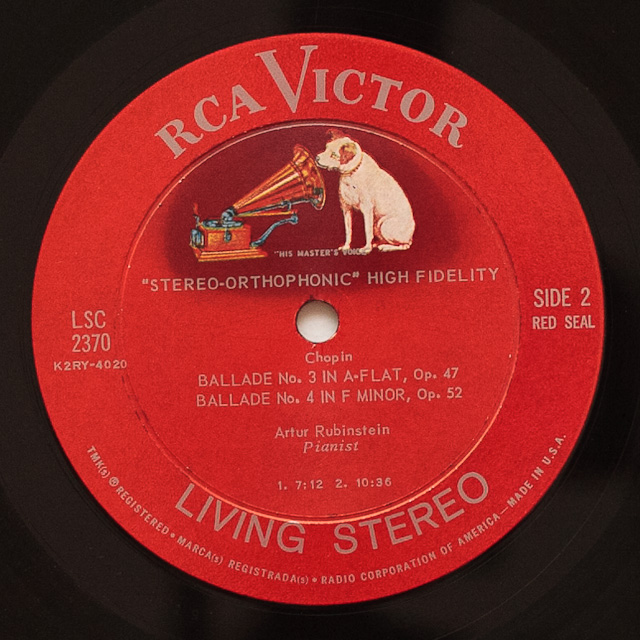 RCA VICTOR
"HIS MASTER'S VOICE"
"STEREO-ORTHOPHONIC" HIGH FIDELITY
LSC
2370
K2RY-4020
SIDE 2
RED SEAL
Chopin
BALLADE No. 3 IN A-FLAT, Op. 47
BALLADE No. 4 IN F MINOR, Op. 52
Artur Rubinstein
Pianist
1. 7:12 2. 10:36
LIVING STEREO
TMK(s) ® REGISTERED • MARCA(s) REGISTRADA(s) • RADIO CORPORATION OF AMERICA—MADE IN U.S.A.